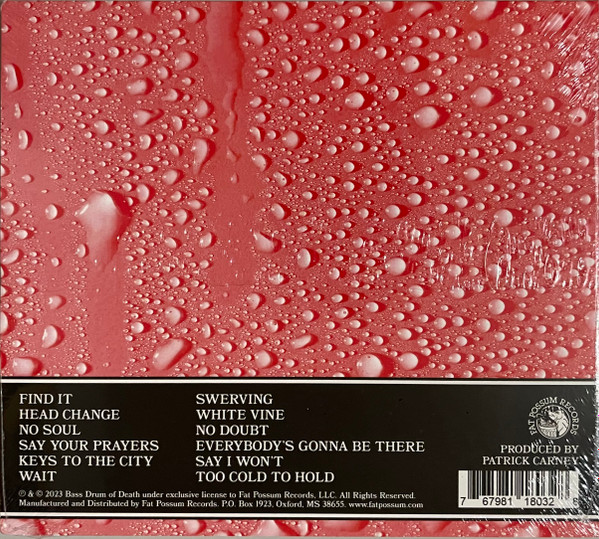 FIND IT
HEAD CHANGE
NO SOUL
SAY YOUR PRAYERS
KEYS TO THE CITY
WAIT
SWERVING
WHITE VINE
NO DOUBT
EVERYBODY'S GONNA BE THERE
SAY I WON'T
TOO COLD TO HOLD
FAT POSSUM RECORDS
PRODUCED BY
PATRICK CARNEY
℗ & © 2023 Bass Drum of Death under exclusive license to Fat Possum Records, LLC. All Rights Reserved.
Manufactured and Distributed by Fat Possum Records. P.O. Box 1923, Oxford, MS 38655. www.fatpossum.com
7 67981 18032